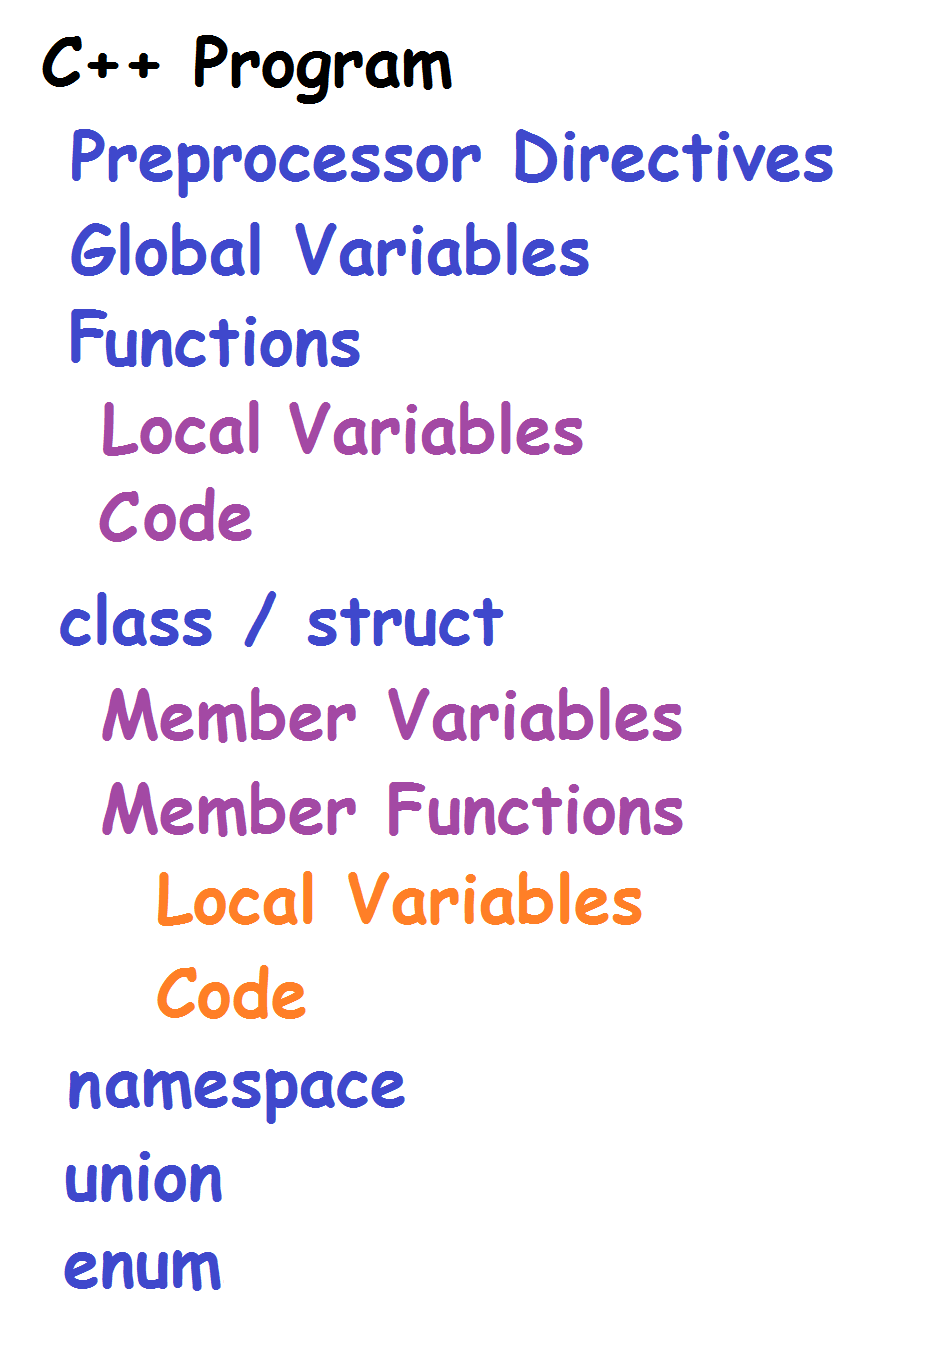 C++ Program
Preprocessor Directives
Global Variables
Functions
Local Variables
Code
class / struct
Member Variables
Member Functions
Local Variables
Code
namespace
union
enum